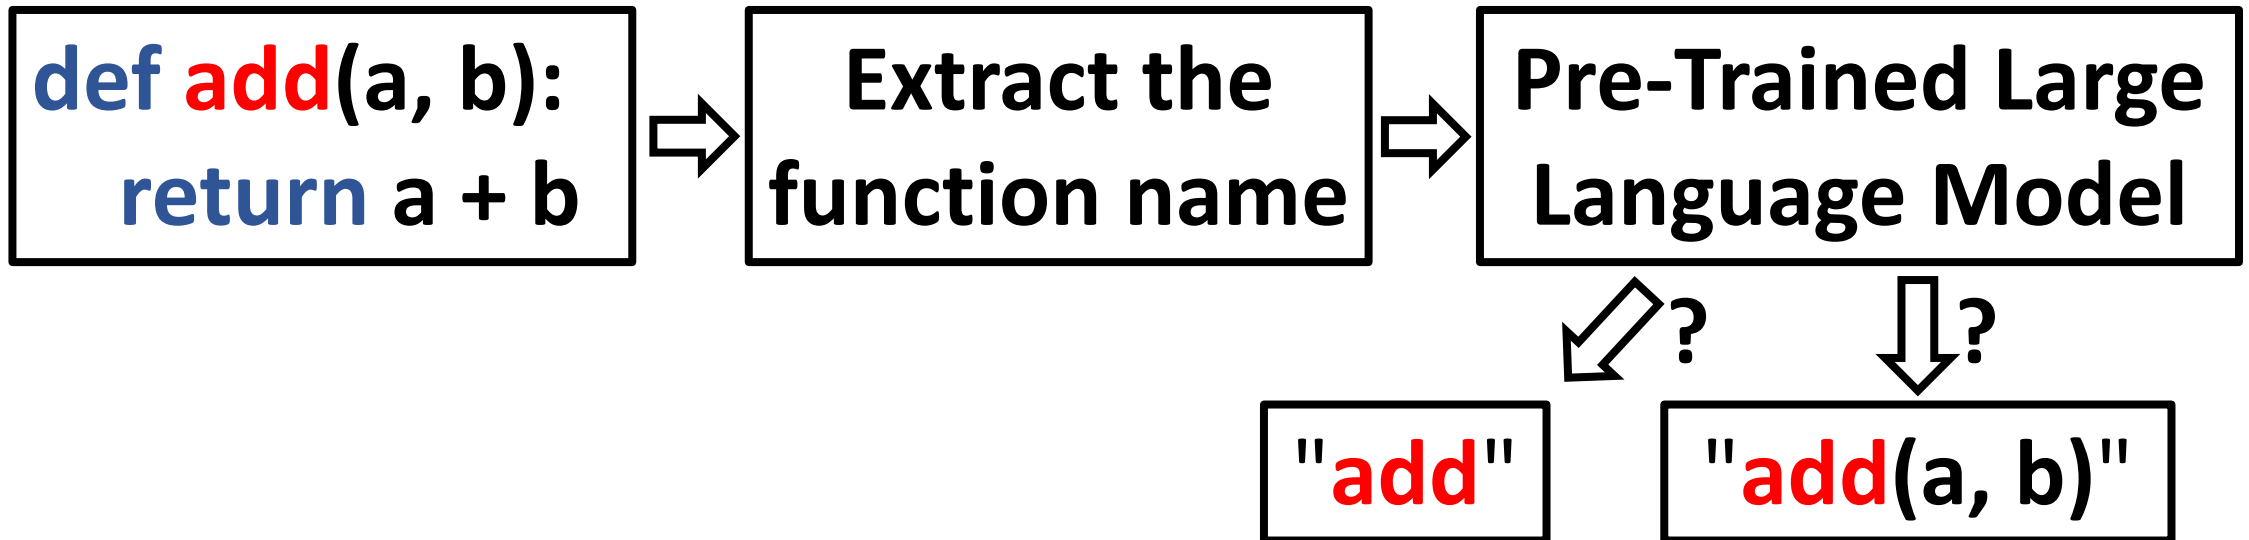 def add(a, b):
return a + b
Extract the
function name
Pre-Trained Large
Language Model
?
?
"add"
"add(a, b)"